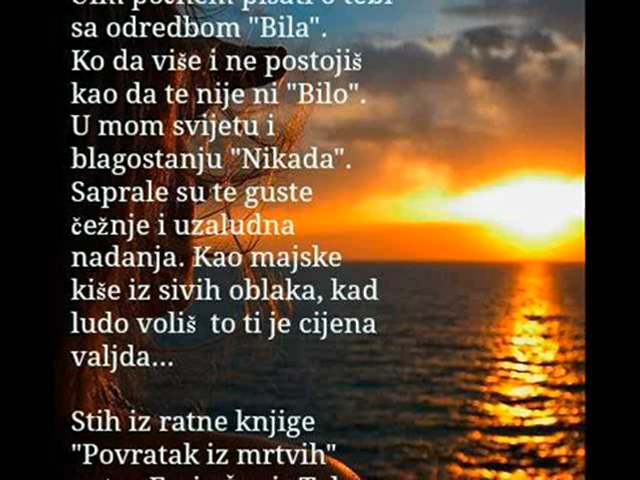 sa odredbom "Bila".
Ko da više i ne postojiš
kao da te nije ni "Bilo".
U mom svijetu i
blagostanju "Nikada".
Saprale su te guste
čežnje i uzaludna
nadanja. Kao majske
kiše iz sivih oblaka, kad
ludo voliš to ti je cijena
valjda...
Stih iz ratne knjige
"Povratak iz mrtvih"